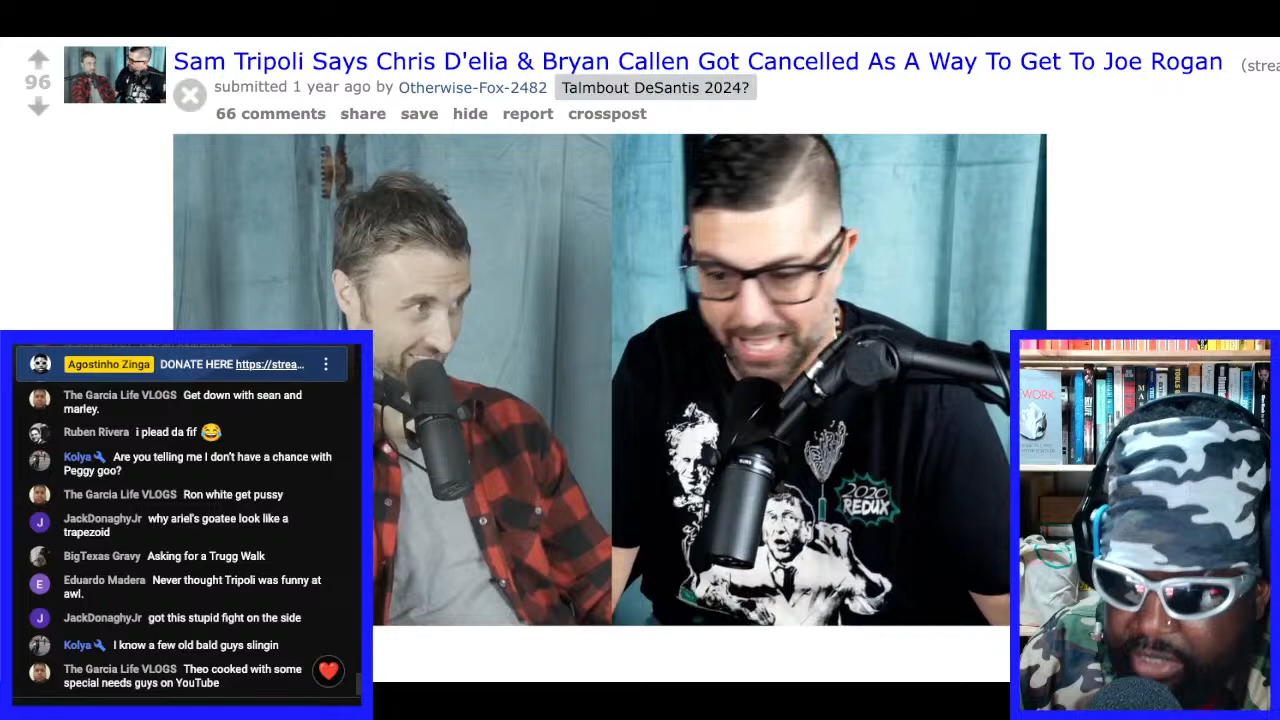 Sam Tripoli Says Chris D'elia & Bryan Callen Got Cancelled As A Way To Get To Joe Rogan (strea
96
submitted 1 year ago by Otherwise-Fox-2482 Talmbout DeSantis 2024?
66 comments share save hide report crosspost
2020
REDUX
Agostinho Zinga DONATE HERE https://strea...
The Garcia Life VLOGS Get down with sean and
marley.
Ruben Rivera i plead da fif 😂
Kolya Are you telling me I don't have a chance with
Peggy goo?
The Garcia Life VLOGS Ron white get pussy
J JackDonaghyJr why ariel's goatee look like a
trapezoid
BigTexas Gravy Asking for a Trugg Walk
E Eduardo Madera Never thought Tripoli was funny at
awl.
J JackDonaghyJr got this stupid fight on the side
Kolya I know a few old bald guys slingin
The Garcia Life VLOGS Theo cooked with some
special needs guys on YouTube
WORK